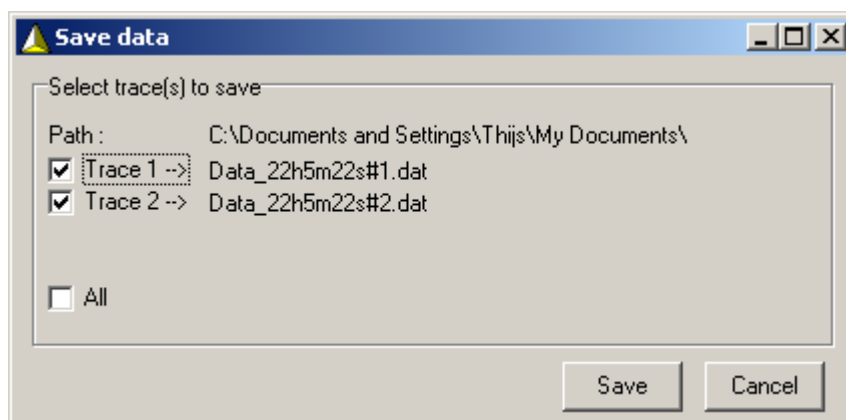 Save data
Select trace(s) to save
Path : C:\Documents and Settings\Thijs\My Documents\
Trace 1 --> Data_22h5m22s#1.dat
Trace 2 --> Data_22h5m22s#2.dat
All
Save Cancel